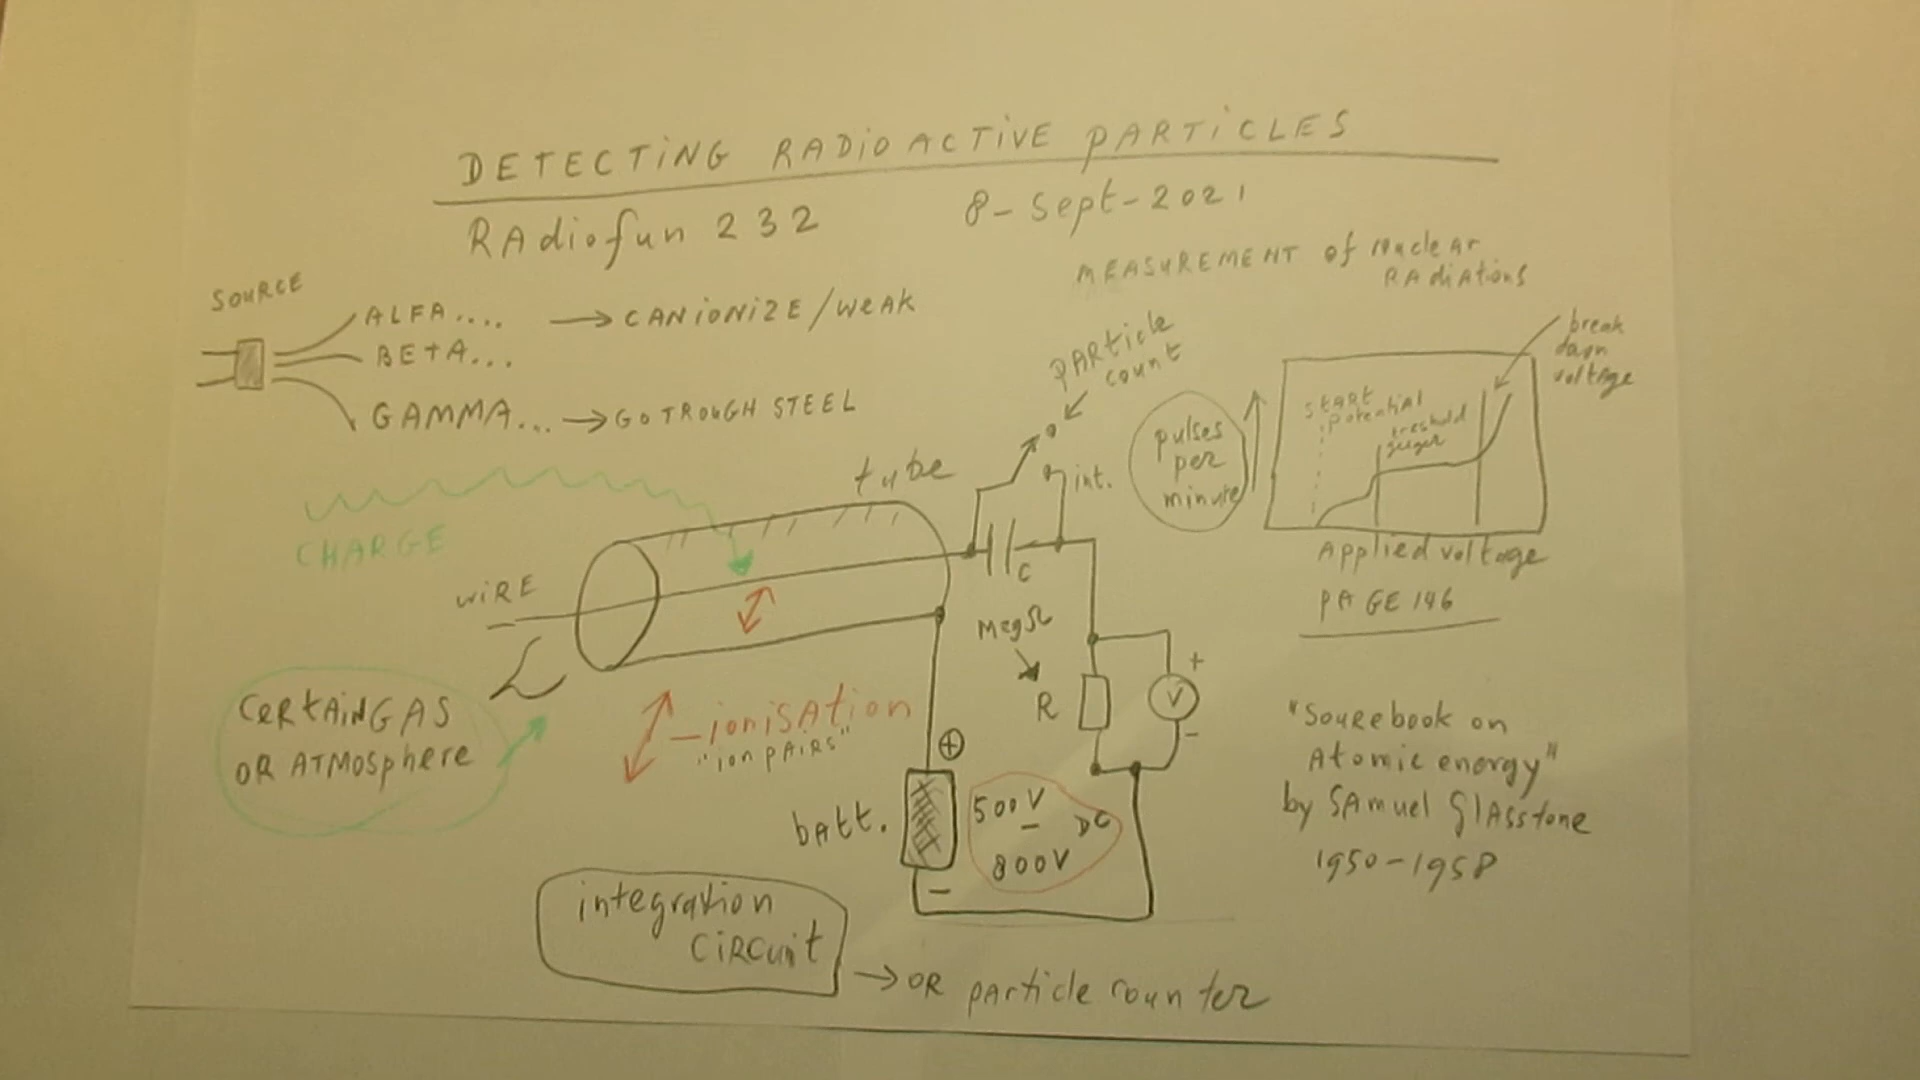 DETECTING RADIOACTIVE PARTICLES
RADiofun 232
8-Sept-2021
MEASUREMENT of Nuclear
RADiAtions
SOURCE
ALFA....
CAN iONIZE/WEAK
BETA...
GAMMA...
GO TROUGH STEEL
PARticle
count
break
down
voltage
pulses
per
minute
START
potential
treshold
geiger
Applied voltage
PAGE 146
CHARGE
tube
int.
C
WiRE
MegΩ
R
V
+
-
CeRtAiN GAS
OR ATMosphere
ionisAtion
"ion PAiRS"
+
bAtt.
500V
-
800V
DC
-
"Sourebook on
Atomic energy"
by SAmuel GlAsstone
1950-1958
integration
CiRCuit
OR pArticle counter